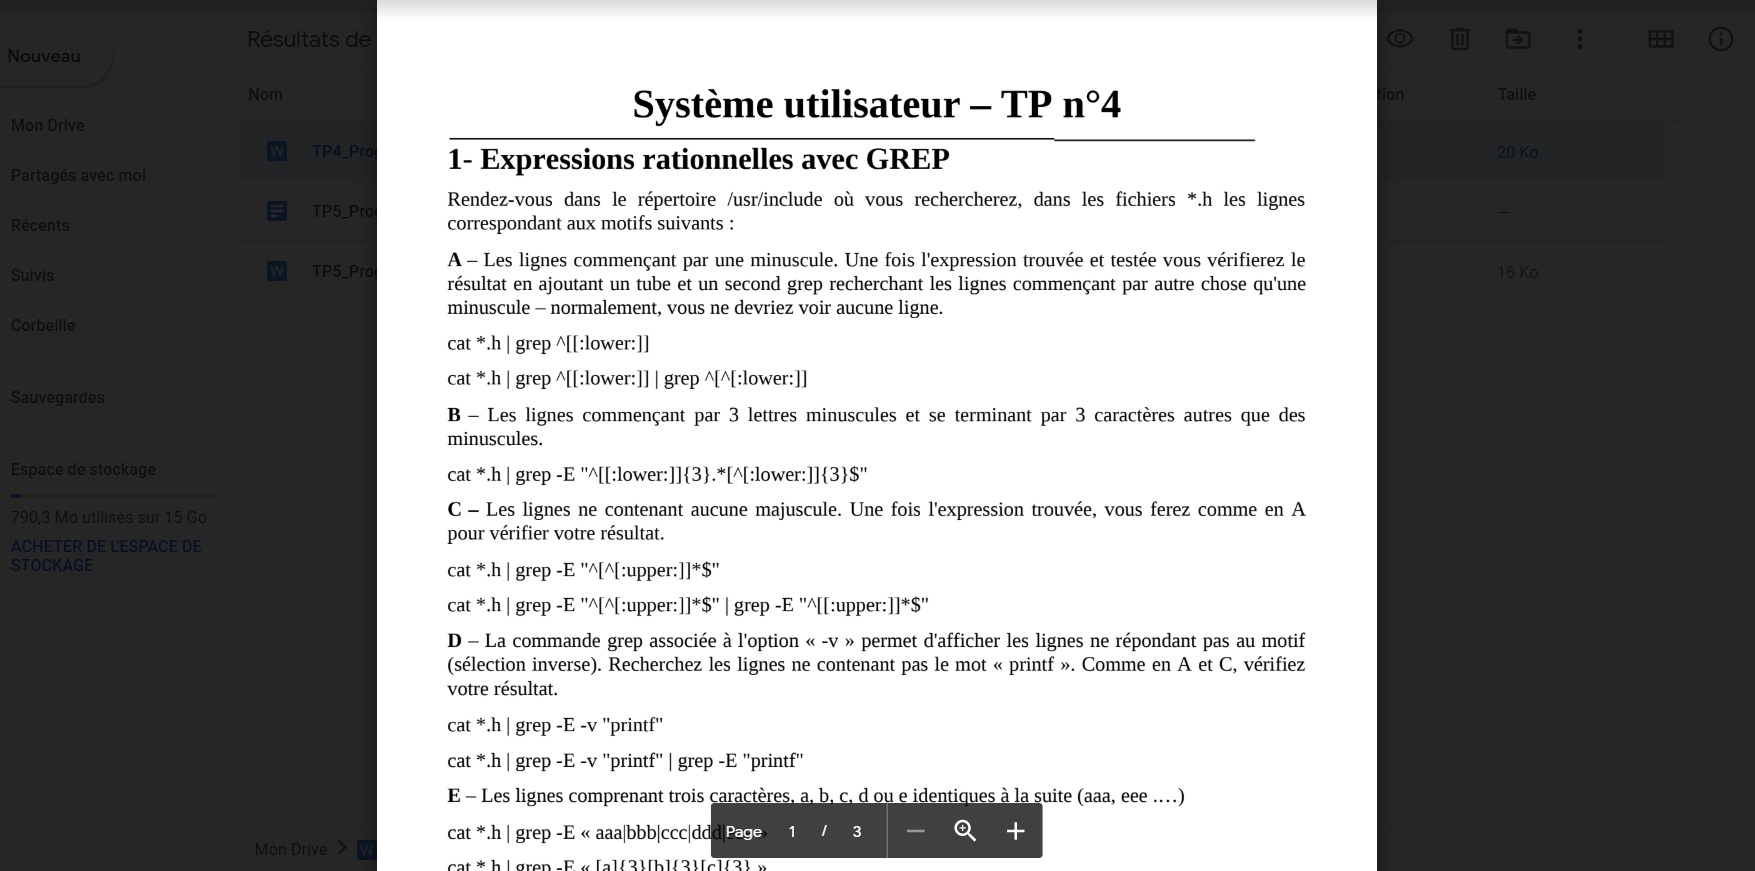 Nouveau
Résultats de
Nom
tion
Taille
Mon Drive
Partagés avec moi
Récents
Suivis
Corbeille
Sauvegardes
Espace de stockage
790,3 Mo utilisés sur 15 Go
ACHETER DE L'ESPACE DE
STOCKAGE
TP4_Pro
20 Ko
TP5_Pro
–
TP5_Pro
16 Ko
Mon Drive
Système utilisateur – TP n°4
1- Expressions rationnelles avec GREP
Rendez-vous dans le répertoire /usr/include où vous rechercherez, dans les fichiers *.h les lignes
correspondant aux motifs suivants :
A – Les lignes commençant par une minuscule. Une fois l'expression trouvée et testée vous vérifierez le
résultat en ajoutant un tube et un second grep recherchant les lignes commençant par autre chose qu'une
minuscule – normalement, vous ne devriez voir aucune ligne.
cat *.h | grep ^[[:lower:]]
cat *.h | grep ^[[:lower:]] | grep ^[^[:lower:]]
B – Les lignes commençant par 3 lettres minuscules et se terminant par 3 caractères autres que des
minuscules.
cat *.h | grep -E "^[[:lower:]]{3}.*[^[:lower:]]{3}$"
C – Les lignes ne contenant aucune majuscule. Une fois l'expression trouvée, vous ferez comme en A
pour vérifier votre résultat.
cat *.h | grep -E "^[^[:upper:]]*$"
cat *.h | grep -E "^[^[:upper:]]*$" | grep -E "^[[:upper:]]*$"
D – La commande grep associée à l'option « -v » permet d'afficher les lignes ne répondant pas au motif
(sélection inverse). Recherchez les lignes ne contenant pas le mot « printf ». Comme en A et C, vérifiez
votre résultat.
cat *.h | grep -E -v "printf"
cat *.h | grep -E -v "printf" | grep -E "printf"
E – Les lignes comprenant trois caractères, a, b, c, d ou e identiques à la suite (aaa, eee .…)
cat *.h | grep -E « aaa|bbb|ccc|ddd|
cat *.h | grep -E « [a]{3}[b]{3}[c]{3} »
Page 1 / 3